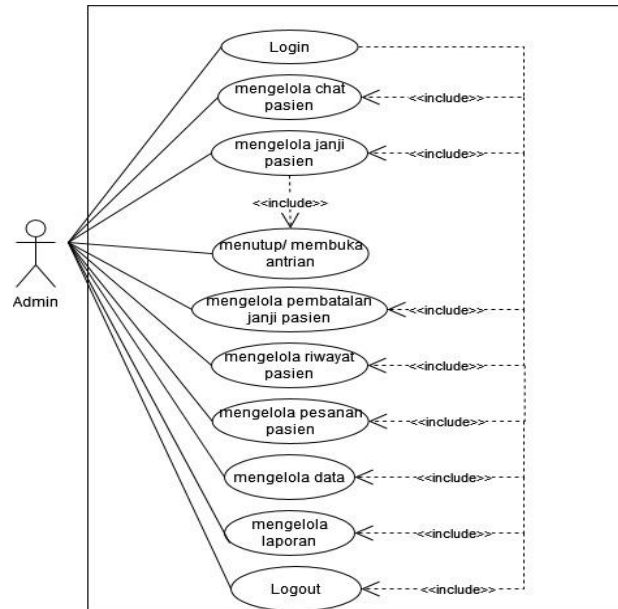 Login
mengelola chat
pasien
<<include>>
mengelola janji
pasien
<<include>>
<<include>>
menutup/ membuka
antrian
Admin
mengelola pembatalan
janji pasien
<<include>>
mengelola riwayat
pasien
<<include>>
mengelola pesanan
pasien
<<include>>
mengelola data
<<include>>
mengelola
laporan
<<include>>
Logout
<<include>>